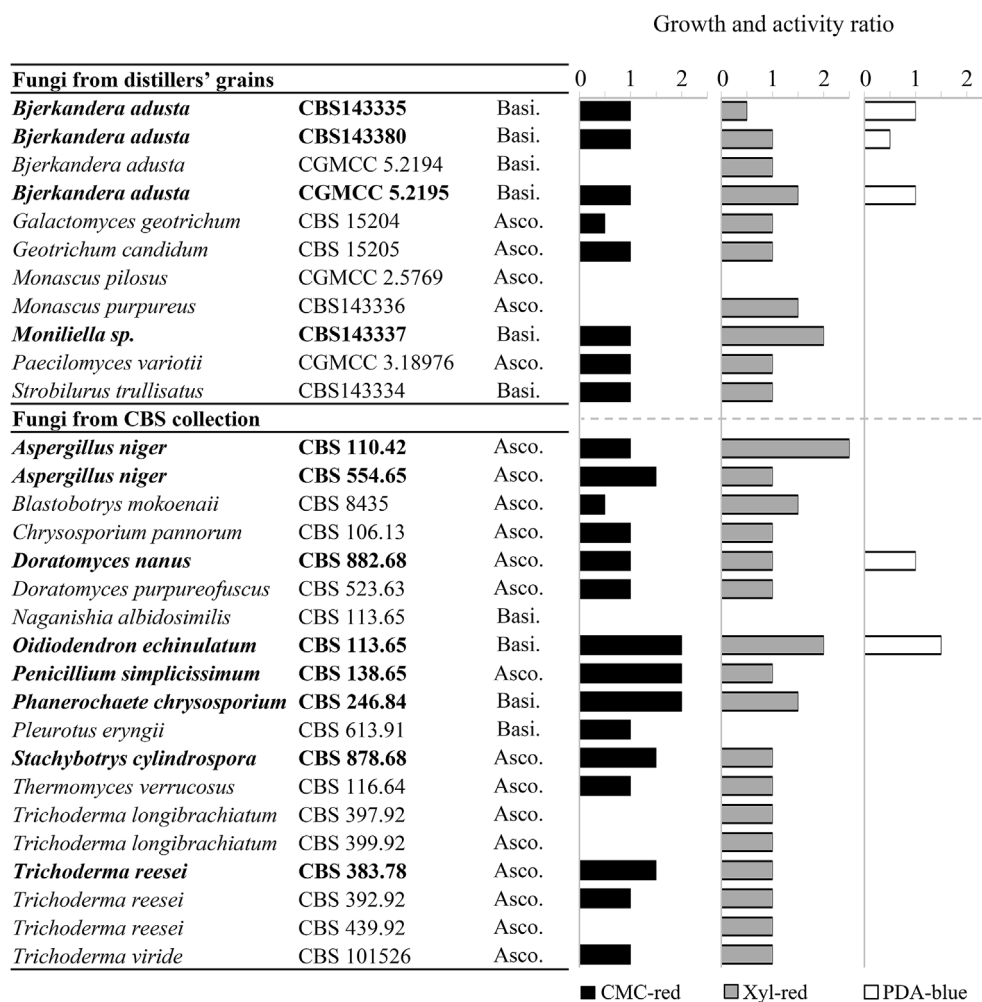 Growth and activity ratio
Fungi from distillers’ grains 0 1 2 0 1 2 0 1 2
Bjerkandera adusta CBS143335 Basi.
Bjerkandera adusta CBS143380 Basi.
Bjerkandera adusta CGMCC 5.2194 Basi.
Bjerkandera adusta CGMCC 5.2195 Basi.
Galactomyces geotrichum CBS 15204 Asco.
Geotrichum candidum CBS 15205 Asco.
Monascus pilosus CGMCC 2.5769 Asco.
Monascus purpureus CBS143336 Asco.
Moniliella sp. CBS143337 Basi.
Paecilomyces variotii CGMCC 3.18976 Asco.
Strobilurus trullisatus CBS143334 Basi.
Fungi from CBS collection
Aspergillus niger CBS 110.42 Asco.
Aspergillus niger CBS 554.65 Asco.
Blastobotrys mokoenaii CBS 8435 Asco.
Chrysosporium pannorum CBS 106.13 Asco.
Doratomyces nanus CBS 882.68 Asco.
Doratomyces purpureofuscus CBS 523.63 Asco.
Naganishia albidosimilis CBS 113.65 Basi.
Oidiodendron echinulatum CBS 113.65 Basi.
Penicillium simplicissimum CBS 138.65 Asco.
Phanerochaete chrysosporium CBS 246.84 Basi.
Pleurotus eryngii CBS 613.91 Basi.
Stachybotrys cylindrospora CBS 878.68 Asco.
Thermomyces verrucosus CBS 116.64 Asco.
Trichoderma longibrachiatum CBS 397.92 Asco.
Trichoderma longibrachiatum CBS 399.92 Asco.
Trichoderma reesei CBS 383.78 Asco.
Trichoderma reesei CBS 392.92 Asco.
Trichoderma reesei CBS 439.92 Asco.
Trichoderma viride CBS 101526 Asco.
CMC-red Xyl-red PDA-blue